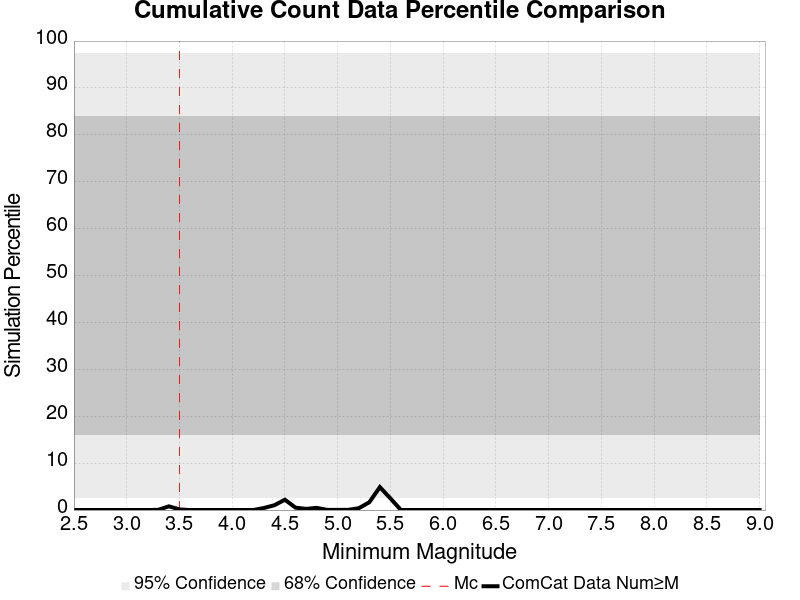 Cumulative Count Data Percentile Comparison
100
90
80
70
60
50
40
30
20
10
0
Simulation Percentile
2.5 3.0 3.5 4.0 4.5 5.0 5.5 6.0 6.5 7.0 7.5 8.0 8.5 9.0
Minimum Magnitude
95% Confidence 68% Confidence Mc ComCat Data Num≥M